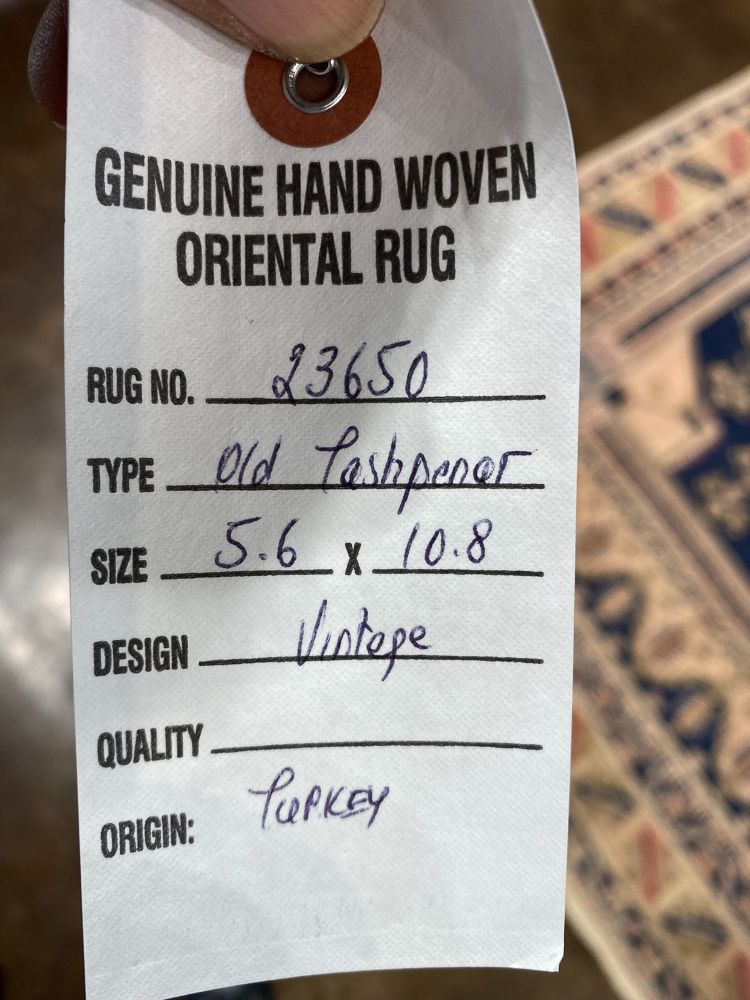 GENUINE HAND WOVEN
ORIENTAL RUG
RUG NO. 23650
TYPE Old Tashpenar
SIZE 5.6 X 10.8
DESIGN Vintage
QUALITY
ORIGIN: TURKEY